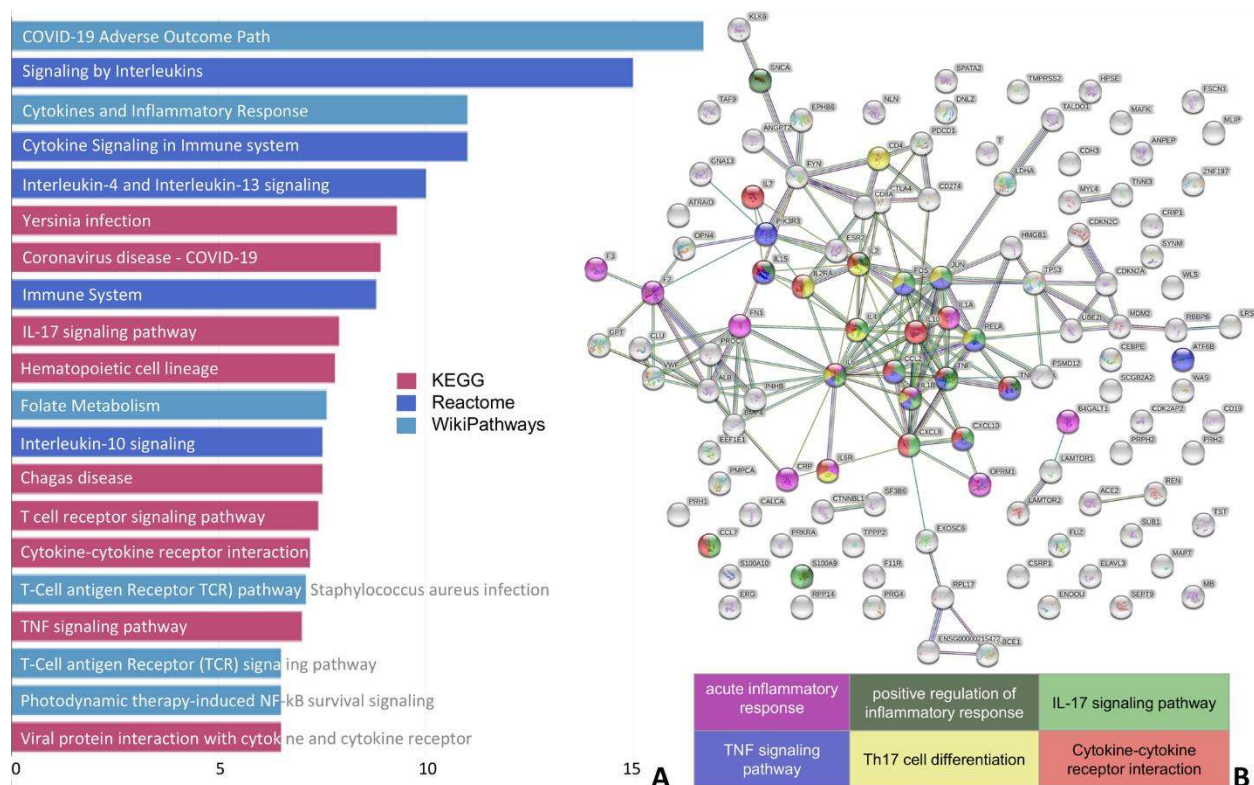 COVID-19 Adverse Outcome Path
Signaling by Interleukins
Cytokines and Inflammatory Response
Cytokine Signaling in Immune system
Interleukin-4 and Interleukin-13 signaling
Yersinia infection
Coronavirus disease - COVID-19
Immune System
IL-17 signaling pathway
Hematopoietic cell lineage
Folate Metabolism
Interleukin-10 signaling
Chagas disease
T cell receptor signaling pathway
Cytokine-cytokine receptor interaction
T-Cell antigen Receptor TCR) pathway Staphylococcus aureus infection
TNF signaling pathway
T-Cell antigen Receptor (TCR) signaling pathway
Photodynamic therapy-induced NF-kB survival signaling
Viral protein interaction with cytokine and cytokine receptor
KEGG
Reactome
WikiPathways
0 5 10 15
A
KLK6
SNCA
SPATA2
TMPRSS2
HPSE
FSCN1
TAF9
EPHB6
NLN
DNLZ
TALDO1
MAFK
MLIP
ANGPT2
PDCD1
CD4
T
CDH3
ANPEP
GNA13
FYN
ZNF197
IL7
CD8A
CTLA4
CD274
LDHA
MYL4
TNNI3
ATRAID
PIK3R3
CDKN2C
CRIP1
OPN4
ESR2
HMGB1
SYNM
F3
IL15
IL2
FOS
JUN
TP53
CDKN2A
WLS
F2
IL2RA
IL1A
GPT
CLU
FN1
IL4
IL10
RELA
UBE2I
MDM2
RBBP6
LRS
VWF
PROC
IL6
CCL2
TNF
PSMD12
CEBPE
ATF6B
ALB
P4HB
IL1B
SCGB2A2
WAS
BMP4
B4GALT1
CDK2AP2
CD19
EEF1E1
CXCL8
CXCL10
PRPH2
PRH2
PMPCA
CRP
IL6R
OPRM1
LAMTOR1
PRH1
CALCA
CTNNBL1
SF3B6
LAMTOR2
ACE2
REN
CCL7
PRKRA
TPPP2
EXOSC6
FUZ
SUB1
TST
S100A10
S100A9
F11R
CSRP1
ELAVL3
MAPT
ERG
RPP14
PRG4
RPL17
ENDOU
SEPT9
MB
ENSG00000215472
BCE1
acute inflammatory
response
positive regulation of
inflammatory response
IL-17 signaling pathway
TNF signaling
pathway
Th17 cell differentiation
Cytokine-cytokine
receptor interaction
B